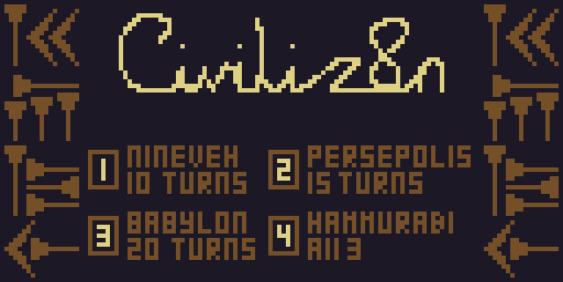 Civiliz8n
1 NINEVEH
10 TURNS
2 PERSEPOLIS
15 TURNS
3 BABYLON
20 TURNS
4 HAMMURABI
All 3